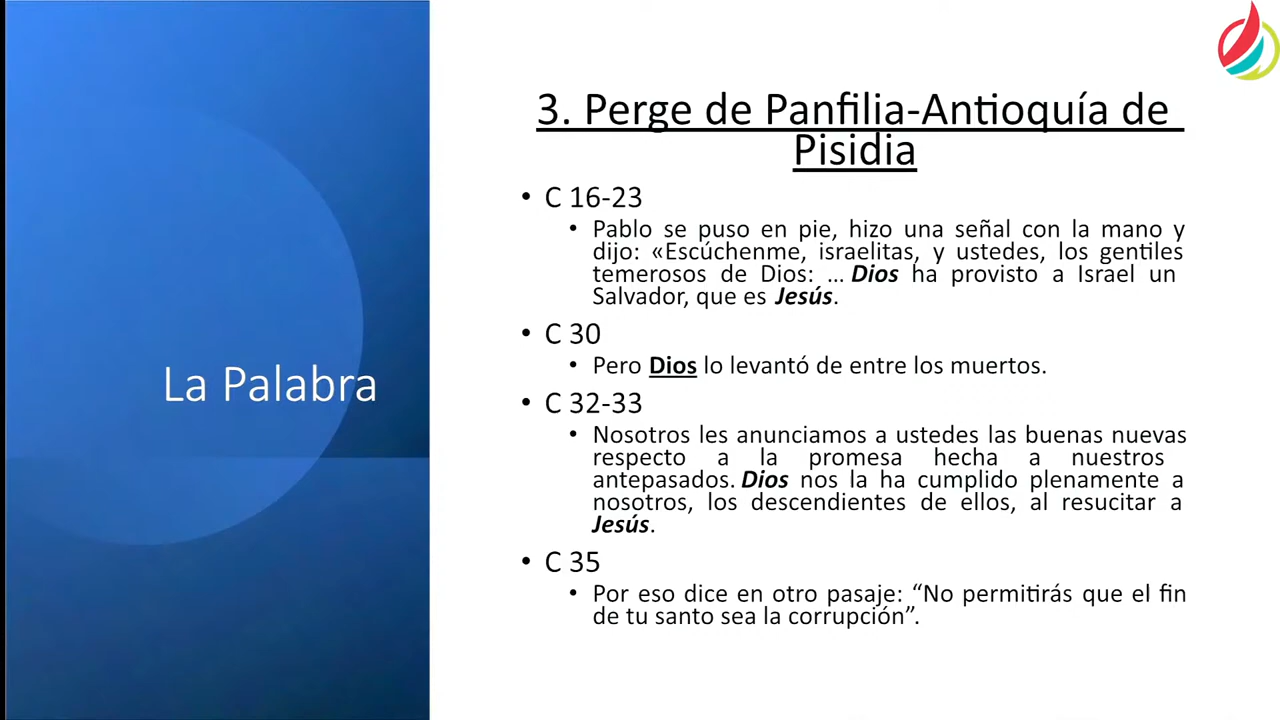 La Palabra
3. Perge de Panfilia-Antioquía de
Pisidia
• C 16-23
• Pablo se puso en pie, hizo una señal con la mano y
dijo: «Escúchenme, israelitas, y ustedes, los gentiles
temerosos de Dios: ... Dios ha provisto a Israel un
Salvador, que es Jesús.
• C 30
• Pero Dios lo levantó de entre los muertos.
• C 32-33
• Nosotros les anunciamos a ustedes las buenas nuevas
respecto a la promesa hecha a nuestros
antepasados. Dios nos la ha cumplido plenamente a
nosotros, los descendientes de ellos, al resucitar a
Jesús.
• C 35
• Por eso dice en otro pasaje: “No permitirás que el fin
de tu santo sea la corrupción”.